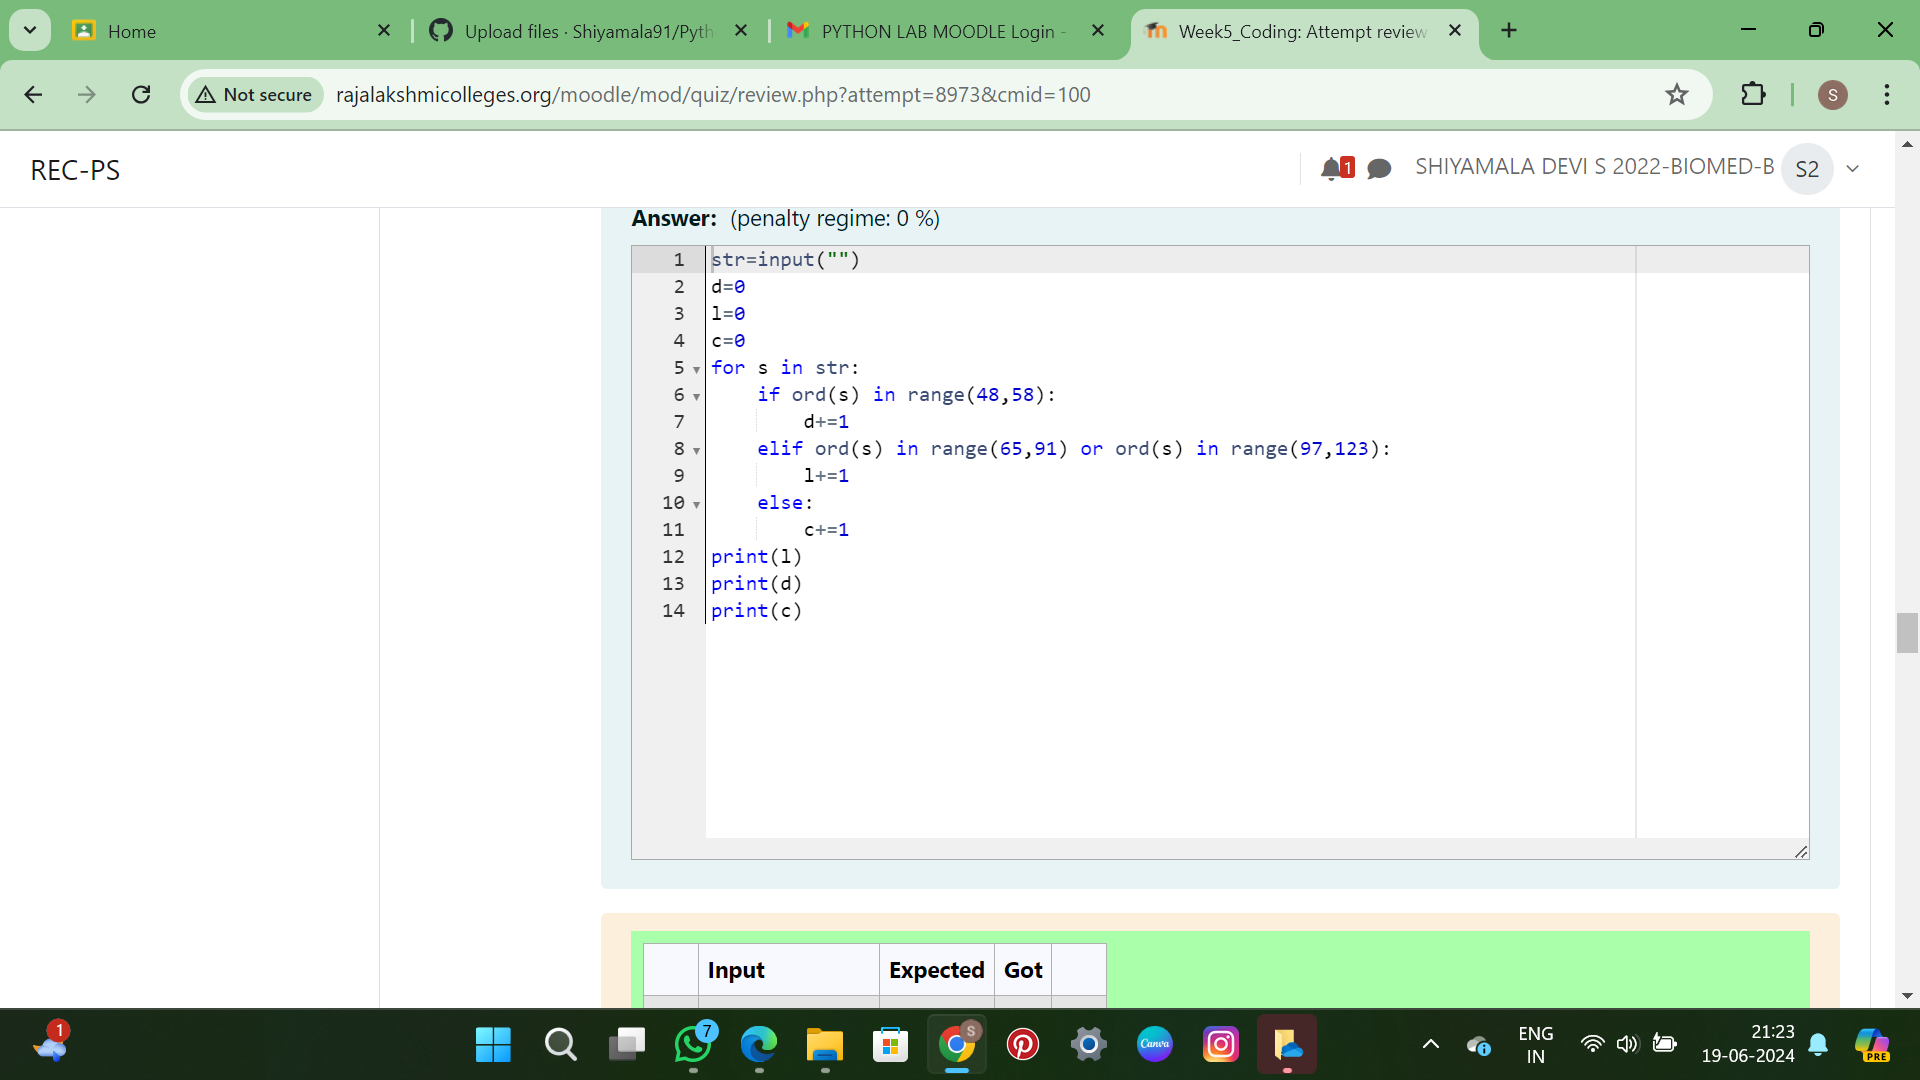 Home
Upload files · Shiyamala91/Pyth
PYTHON LAB MOODLE Login -
Week5_Coding: Attempt review
Not secure
rajalakshmicolleges.org/moodle/mod/quiz/review.php?attempt=8973&cmid=100
S
REC-PS
1
SHIYAMALA DEVI S 2022-BIOMED-B
S2
Answer: (penalty regime: 0 %)
1 str=input("")
2 d=0
3 l=0
4 c=0
5 for s in str:
6     if ord(s) in range(48,58):
7         d+=1
8     elif ord(s) in range(65,91) or ord(s) in range(97,123):
9         l+=1
10     else:
11         c+=1
12 print(l)
13 print(d)
14 print(c)
Input Expected Got
1
7
S
Canva
ENG
IN
21:23
19-06-2024
PRE